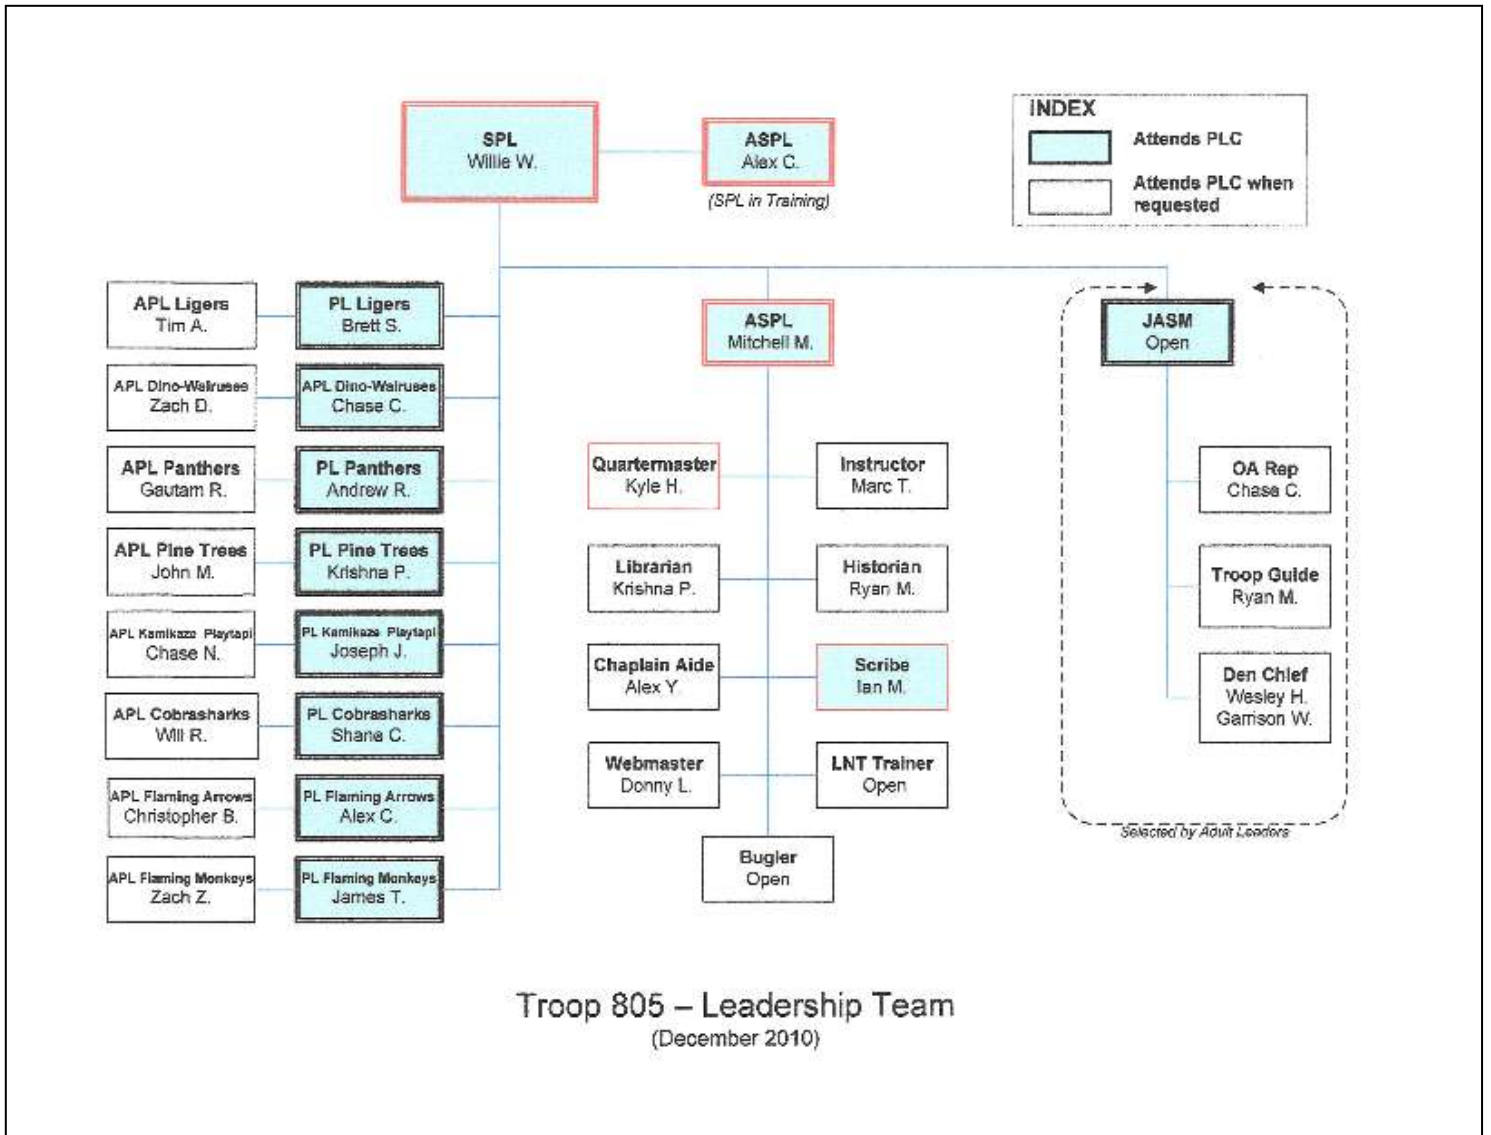 SPL
Willie W.
ASPL
Alex C.
(SPL in Training)
INDEX
Attends PLC
Attends PLC when
requested
APL Ligers
Tim A.
PL Ligers
Brett S.
APL Dino-Walruses
Zach D.
APL Dino-Walruses
Chase C.
APL Panthers
Gautam R.
PL Panthers
Andrew R.
APL Pine Trees
John M.
PL Pine Trees
Krishna P.
APL Kamikaze Playtapi
Chase N.
PL Kamikaze Playtapi
Joseph J.
APL Cobrasharks
Will R.
PL Cobrasharks
Shane C.
APL Flaming Arrows
Christopher B.
PL Flaming Arrows
Alex C.
APL Flaming Monkeys
Zach Z.
PL Flaming Monkeys
James T.
ASPL
Mitchell M.
Quartermaster
Kyle H.
Instructor
Marc T.
Librarian
Krishna P.
Historian
Ryan M.
Chaplain Aide
Alex Y.
Scribe
Ian M.
Webmaster
Donny L.
LNT Trainer
Open
Bugler
Open
JASM
Open
OA Rep
Chase C.
Troop Guide
Ryan M.
Den Chief
Wesley H.
Garrison W.
Selected by Adult Leaders
Troop 805 – Leadership Team
(December 2010)